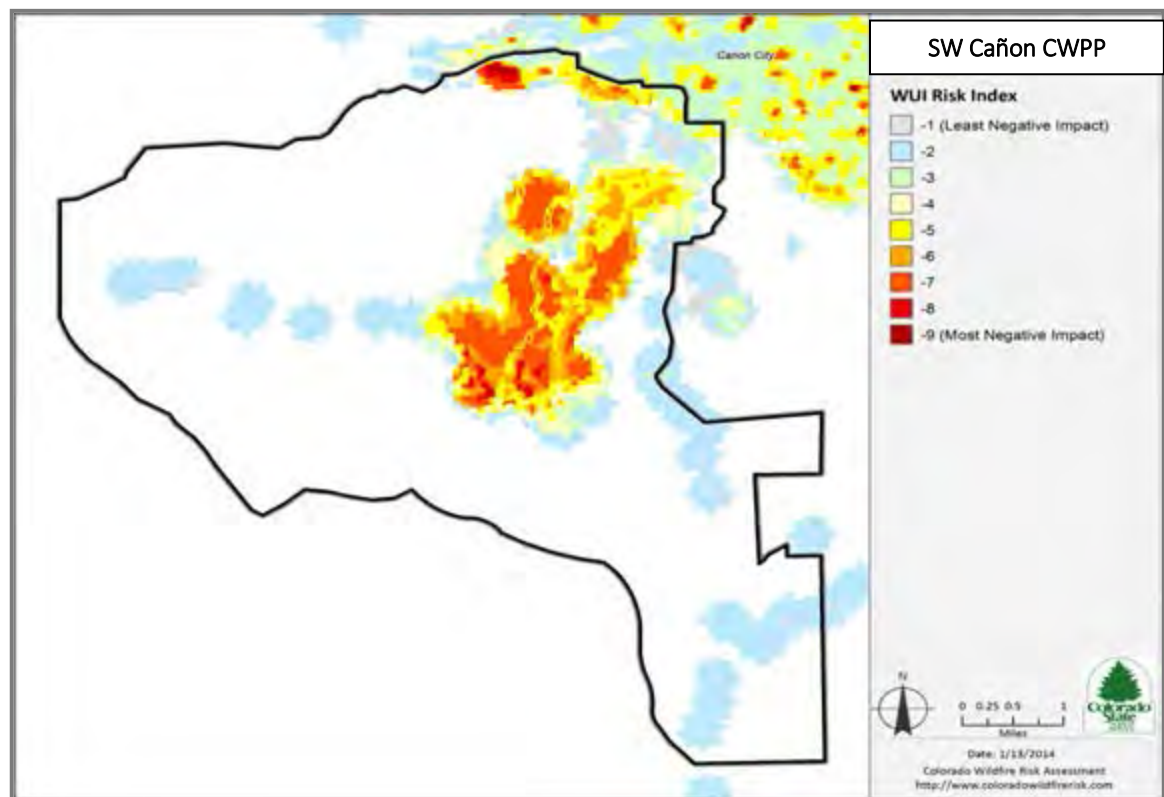 Canon City
SW Cañon CWPP
WUI Risk Index
-1 (Least Negative Impact)
-2
-3
-4
-5
-6
-7
-8
-9 (Most Negative Impact)
N
0 0.25 0.5 1
Miles
Colorado
State
Date: 1/13/2014
Colorado Wildfire Risk Assessment
http://www.coloradowildfirerisk.com